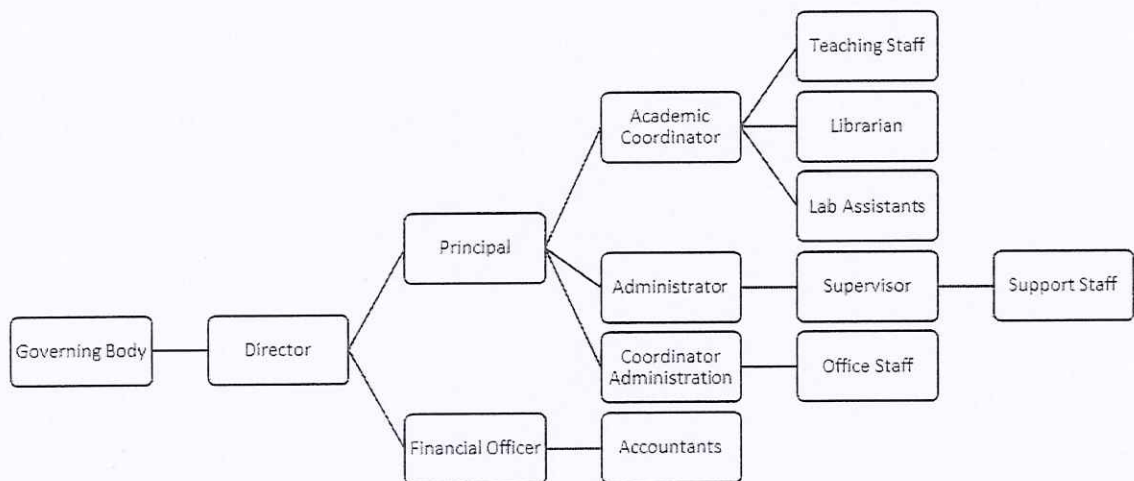 Teaching Staff
Academic
Coordinator
Librarian
Lab Assistants
Principal
Administrator
Supervisor
Support Staff
Governing Body
Director
Coordinator
Administration
Office Staff
Financial Officer
Accountants